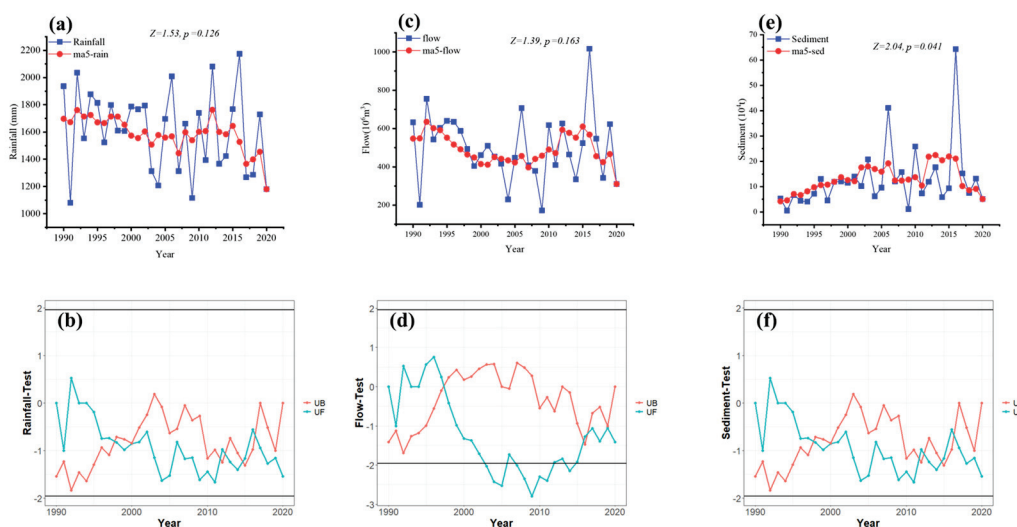 (a)
Z=1.53, p =0.126
Rainfall
ma5-rain
2200
2000
1800
1600
1400
1200
1000
Rainfall (mm)
1990 1995 2000 2005 2010 2015 2020
Year
(c)
Z=1.39, p =0.163
flow
ma5-flow
1000
800
600
400
200
Flow(10⁶m³)
1990 1995 2000 2005 2010 2015 2020
Year
(e)
Z=2.04, p =0.041
Sediment
ma5-sed
70
60
50
40
30
20
10
0
Sediment (10⁴t)
1990 1995 2000 2005 2010 2015 2020
Year
(b)
2
1
0
-1
-2
Rainfall-Test
1990 2000 2010 2020
Year
UB
UF
(d)
2
1
0
-1
-2
-3
Flow-Test
1990 2000 2010 2020
Year
UB
UF
(f)
2
1
0
-1
-2
Sediment-Test
1990 2000 2010 2020
Year
U
U